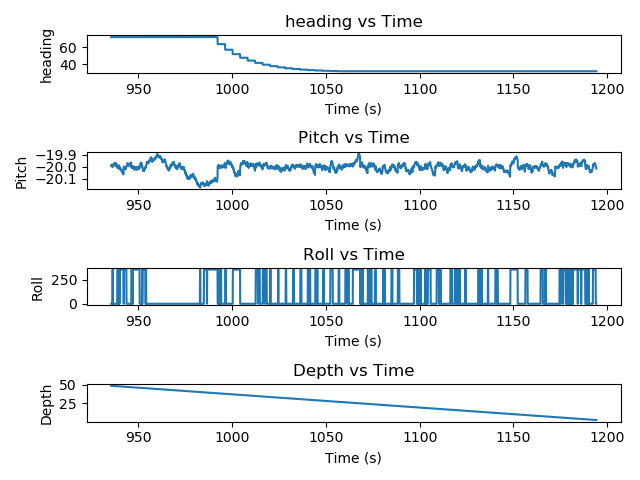 heading vs Time
heading
60
40
950 1000 1050 1100 1150 1200
Time (s)
Pitch vs Time
Pitch
−19.9
−20.0
−20.1
950 1000 1050 1100 1150 1200
Time (s)
Roll vs Time
Roll
250
0
950 1000 1050 1100 1150 1200
Time (s)
Depth vs Time
Depth
50
25
950 1000 1050 1100 1150 1200
Time (s)